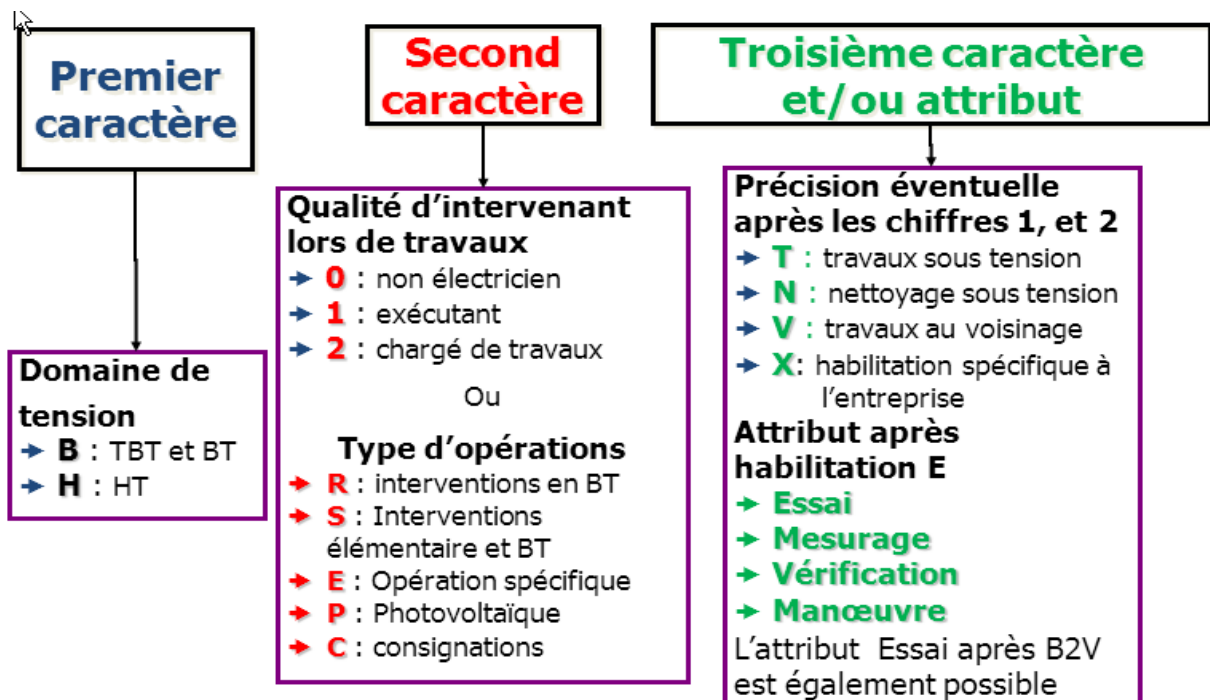 Premier
caractère
Second
caractère
Troisième caractère
et/ou attribut
Domaine de
tension
B : TBT et BT
H : HT
Qualité d’intervenant
lors de travaux
0 : non électricien
1 : exécutant
2 : chargé de travaux
Ou
Type d’opérations
R : interventions en BT
S : Interventions
élémentaire et BT
E : Opération spécifique
P : Photovoltaïque
C : consignations
Précision éventuelle
après les chiffres 1, et 2
T : travaux sous tension
N : nettoyage sous tension
V : travaux au voisinage
X: habilitation spécifique à
l’entreprise
Attribut après
habilitation E
Essai
Mesurage
Vérification
Manœuvre
L’attribut Essai après B2V
est également possible